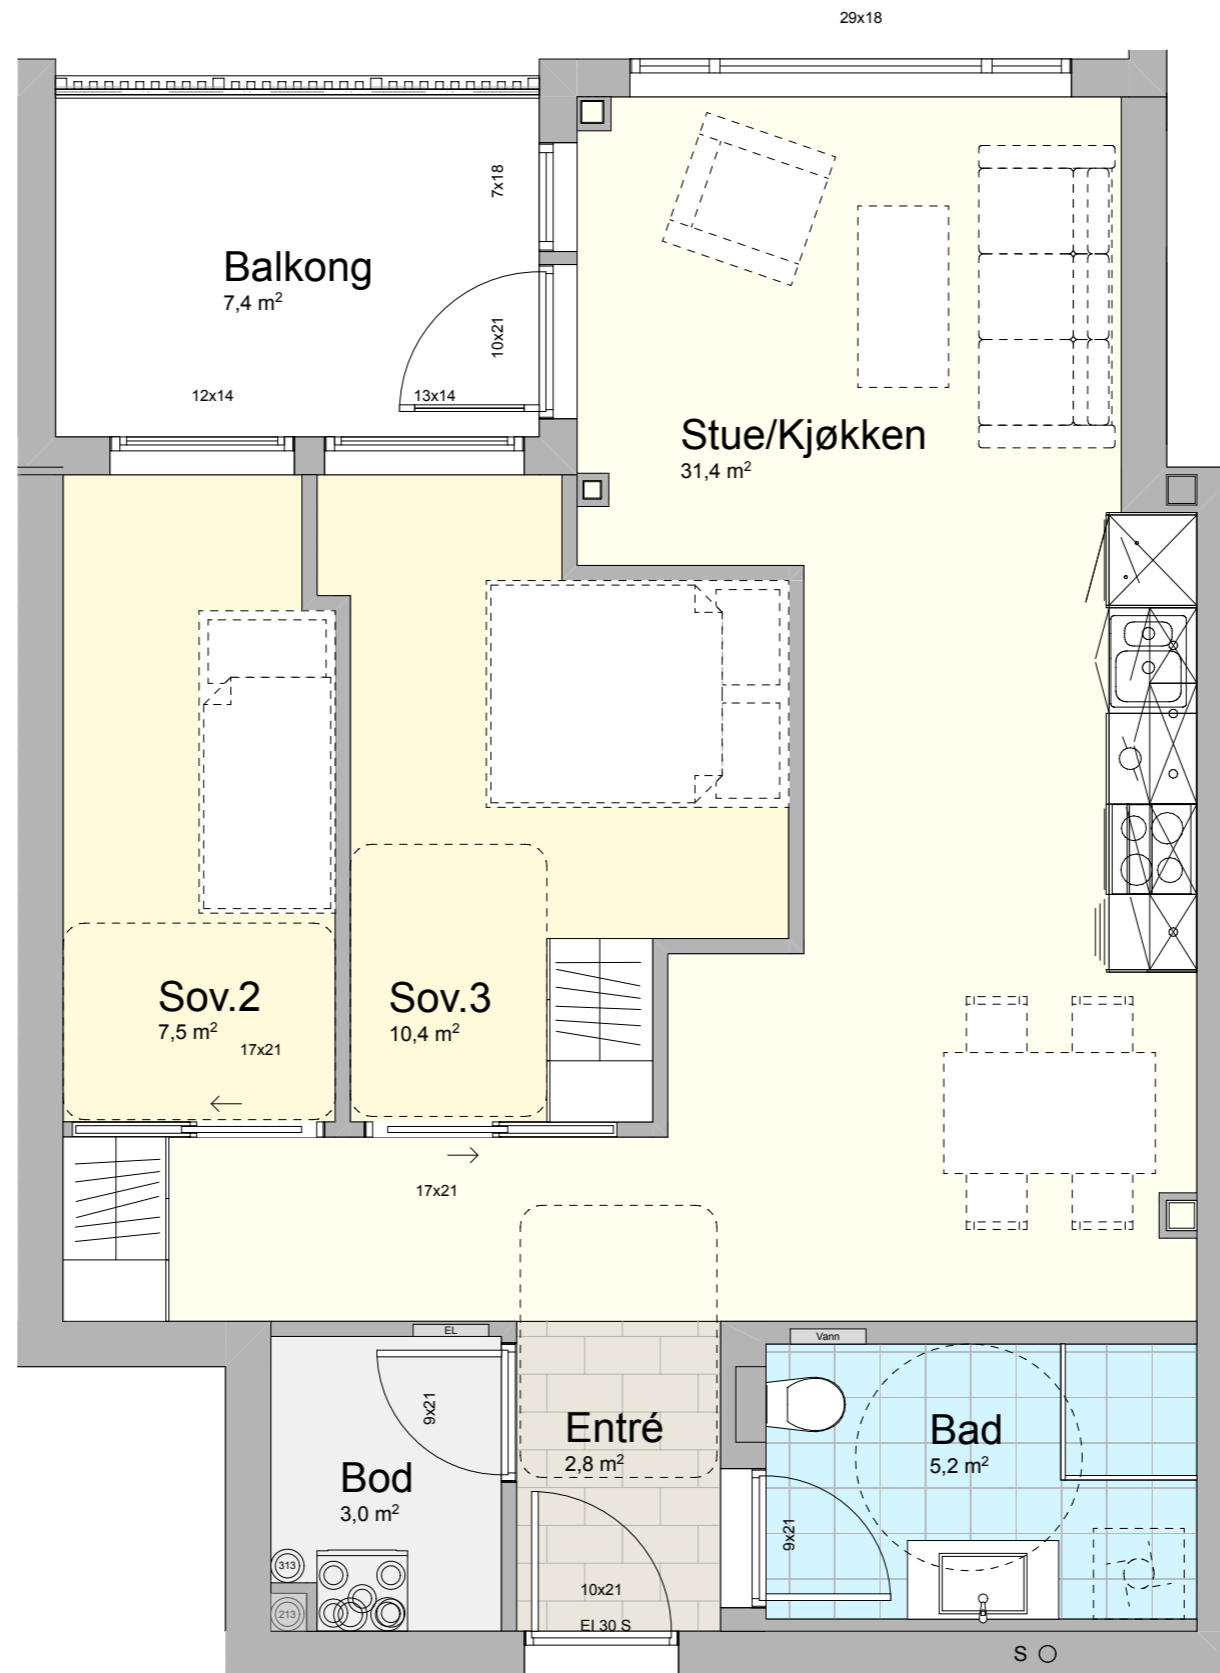 29x18
7x18
Balkong
7,4 m²
10x21
12x14
13x14
Stue/Kjøkken
31,4 m²
Sov.2
7,5 m²
17x21
Sov.3
10,4 m²
17x21
EL
Vann
9x21
Entré
2,8 m²
Bad
5,2 m²
Bod
3,0 m²
9x21
313
213
10x21
EI 30 S
S